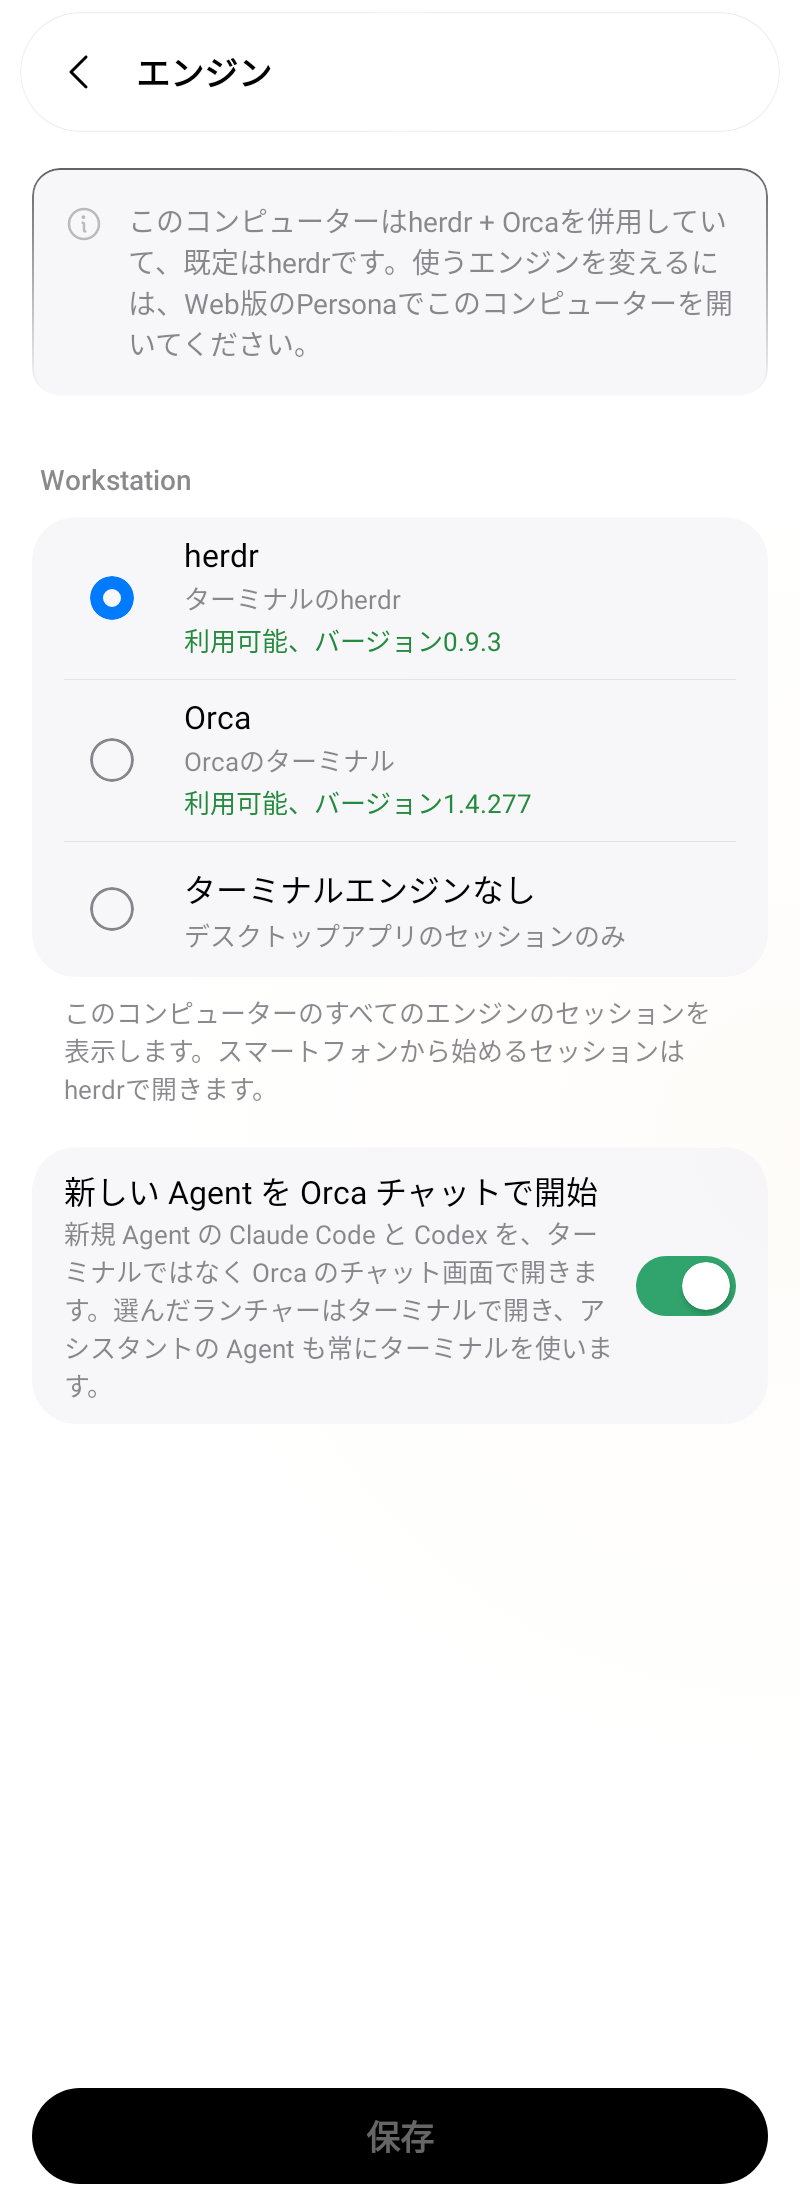 エンジン
このコンピューターはherdr + Orcaを併用してい
て、既定はherdrです。使うエンジンを変えるに
は、Web版のPersonaでこのコンピューターを開
いてください。
Workstation
herdr
ターミナルのherdr
利用可能、バージョン0.9.3
Orca
Orcaのターミナル
利用可能、バージョン1.4.277
ターミナルエンジンなし
デスクトップアプリのセッションのみ
このコンピューターのすべてのエンジンのセッションを
表示します。スマートフォンから始めるセッションは
herdrで開きます。
新しい Agent を Orca チャットで開始
新規 Agent の Claude Code と Codex を、ター
ミナルではなく Orca のチャット画面で開きま
す。選んだランチャーはターミナルで開き、ア
シスタントの Agent も常にターミナルを使いま
す。
保存